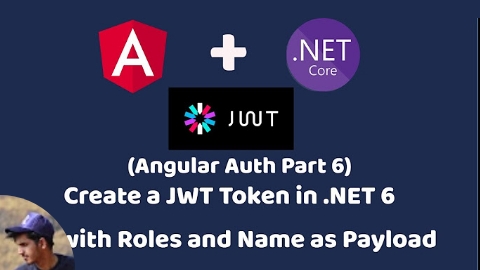 A
+
.NET
Core
JWT
(Angular Auth Part 6)
Create a JWT Token in .NET 6
with Roles and Name as Payload